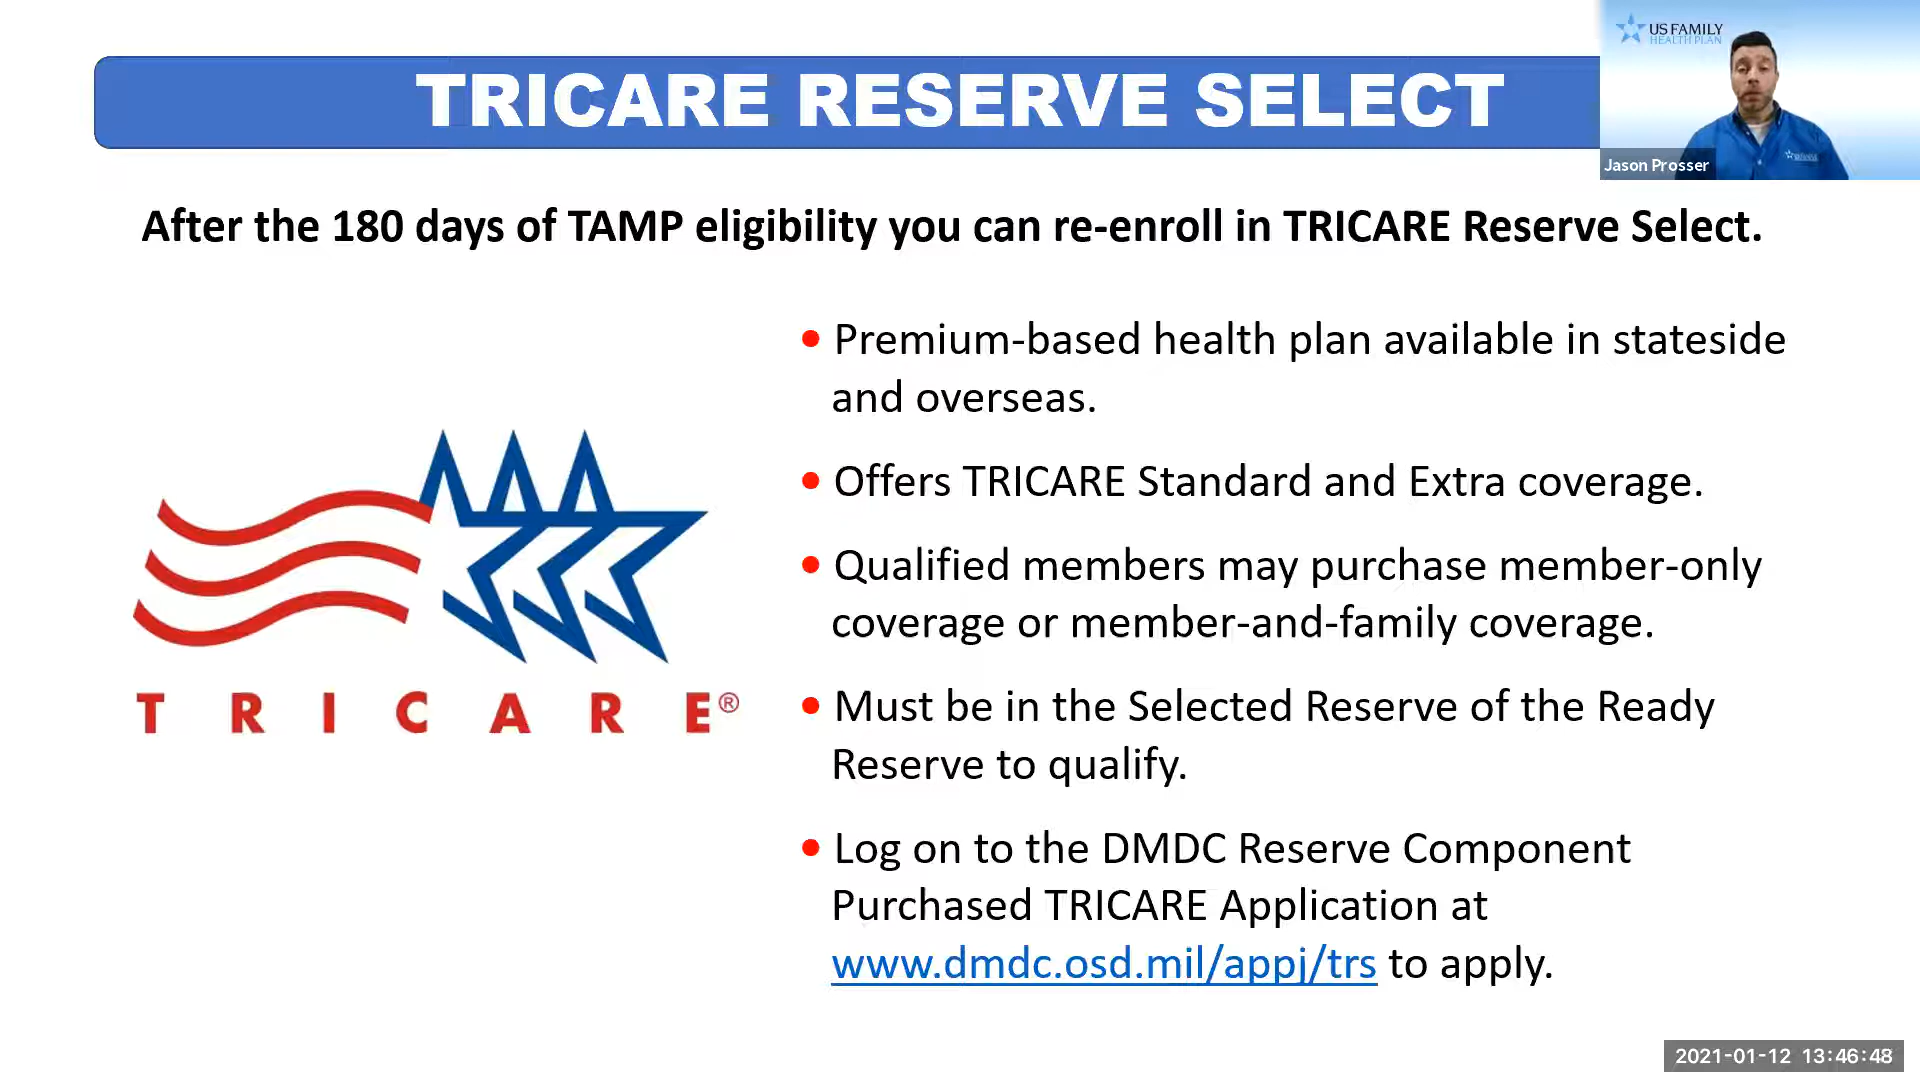 TRICARE RESERVE SELECT
US FAMILY
HEALTH PLAN
Jason Prosser
After the 180 days of TAMP eligibility you can re-enroll in TRICARE Reserve Select.
• Premium-based health plan available in stateside
and overseas.
• Offers TRICARE Standard and Extra coverage.
• Qualified members may purchase member-only
coverage or member-and-family coverage.
• Must be in the Selected Reserve of the Ready
Reserve to qualify.
• Log on to the DMDC Reserve Component
Purchased TRICARE Application at
www.dmdc.osd.mil/appj/trs to apply.
TRICARE®
2021-01-12 13:46:48